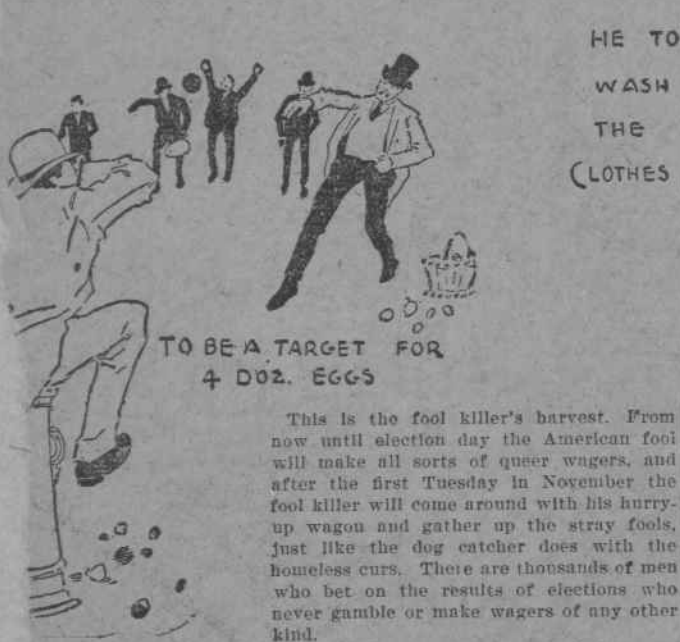 HE TO
WASH
THE
CLOTHES
TO BE A TARGET FOR
4 DOZ. EGGS
This is the fool killer's harvest. From
now until election day the American fool
will make all sorts of queer wagers, and
after the first Tuesday in November the
fool killer will come around with his hurry-
up wagon and gather up the stray fools,
just like the dog catcher does with the
homeless curs. There are thousands of men
who bet on the results of elections who
never gamble or make wagers of any other
kind.